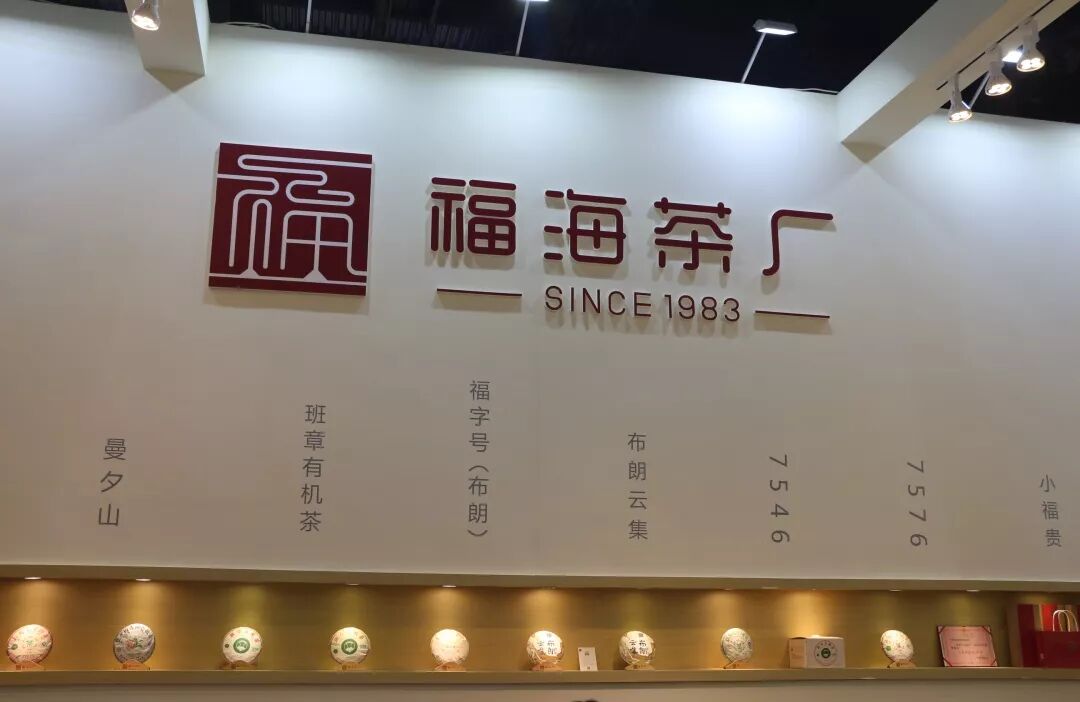 福海茶厂
SINCE 1983
曼夕山
班章有机茶
福字号(布朗)
布朗云集
7546
7576
小福贵